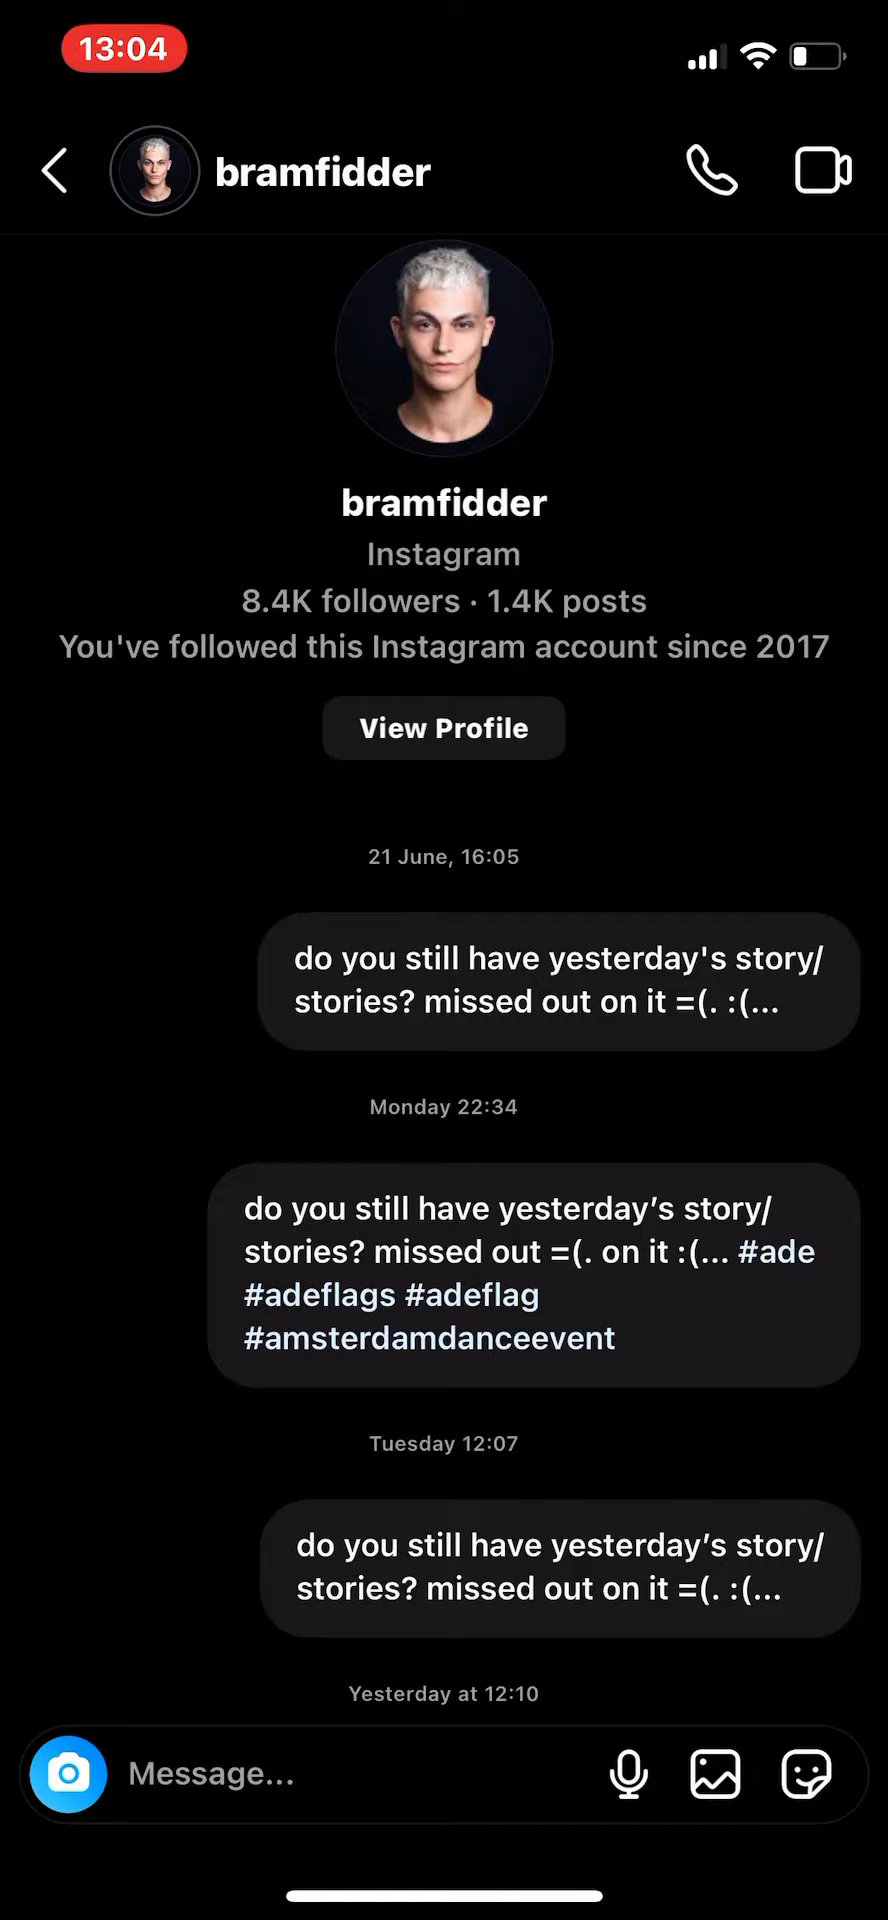 13:04
bramfidder
bramfidder
Instagram
8.4K followers · 1.4K posts
You've followed this Instagram account since 2017
View Profile
21 June, 16:05
do you still have yesterday's story/
stories? missed out on it =(. :(...
Monday 22:34
do you still have yesterday’s story/
stories? missed out =(. on it :(... #ade
#adeflags #adeflag
#amsterdamdanceevent
Tuesday 12:07
do you still have yesterday’s story/
stories? missed out on it =(. :(...
Yesterday at 12:10
Message...